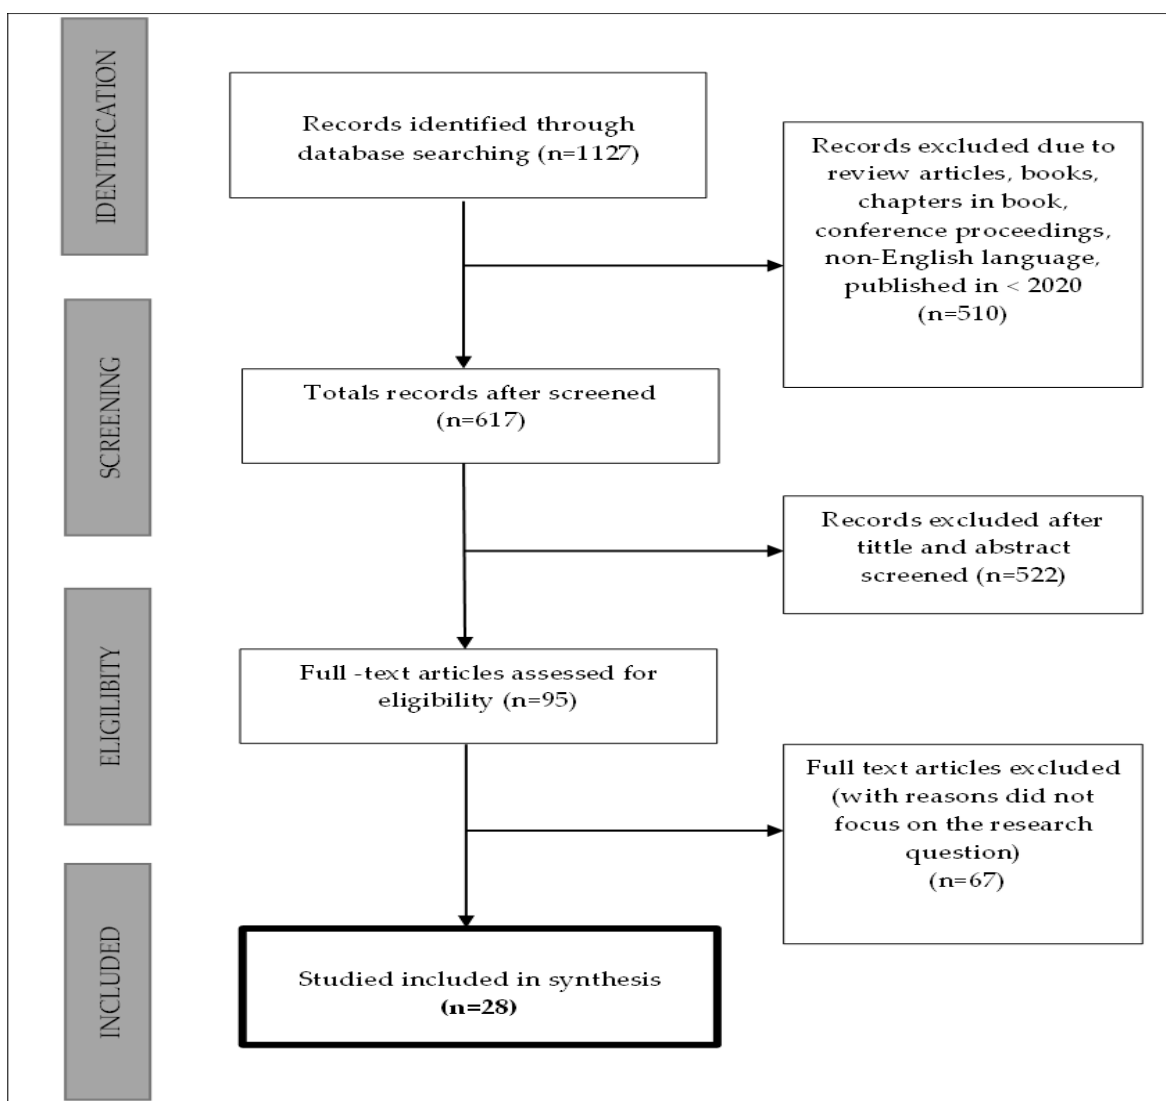 IDENTIFICATION
Records identified through
database searching (n=1127)
Records excluded due to
review articles, books,
chapters in book,
conference proceedings,
non-English language,
published in < 2020
(n=510)
SCREENING
Totals records after screened
(n=617)
Records excluded after
tittle and abstract
screened (n=522)
ELIGILIBITY
Full -text articles assessed for
eligibility (n=95)
Full text articles excluded
(with reasons did not
focus on the research
question)
(n=67)
INCLUDED
Studied included in synthesis
(n=28)